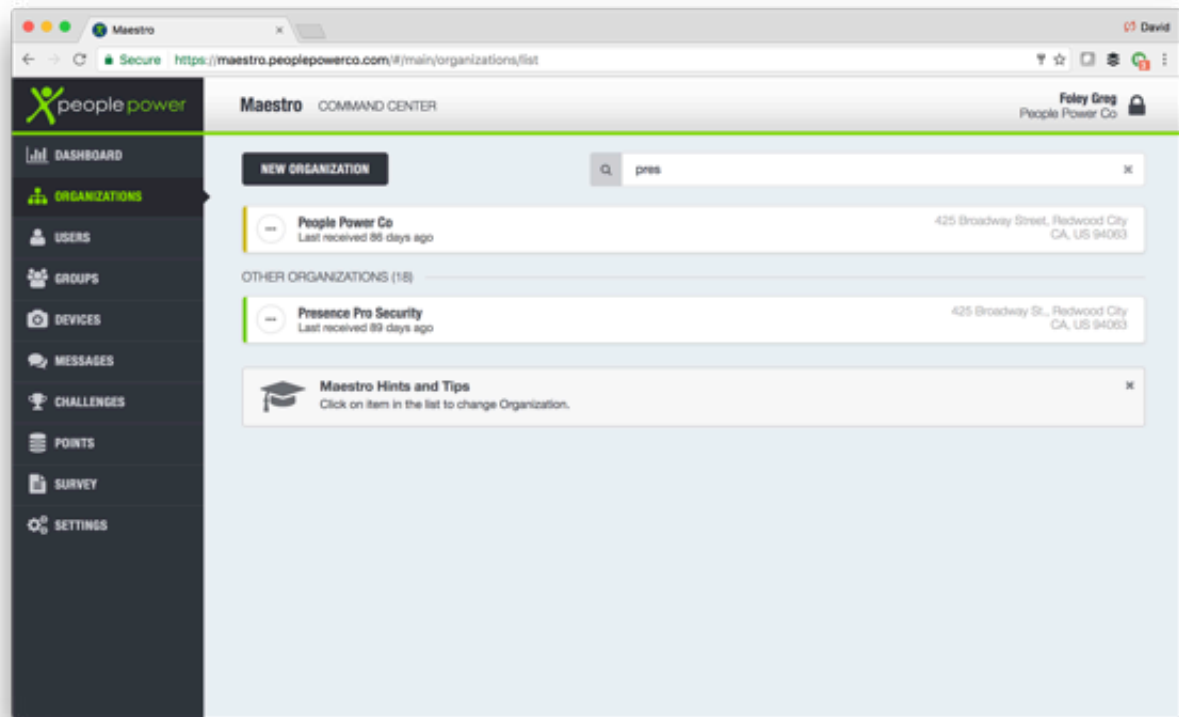 Maestro
David
Secure https://maestro.peoplepowerco.com/#/main/organizations/list
peoplepower
Maestro COMMAND CENTER
Foley Greg
People Power Co
DASHBOARD
ORGANIZATIONS
USERS
GROUPS
DEVICES
MESSAGES
CHALLENGES
POINTS
SURVEY
SETTINGS
NEW ORGANIZATION
pres
People Power Co
Last received 86 days ago
425 Broadway Street, Redwood City
CA, US 94063
OTHER ORGANIZATIONS (18)
Presence Pro Security
Last received 89 days ago
425 Broadway St., Redwood City
CA, US 94063
Maestro Hints and Tips
Click on item in the list to change Organization.